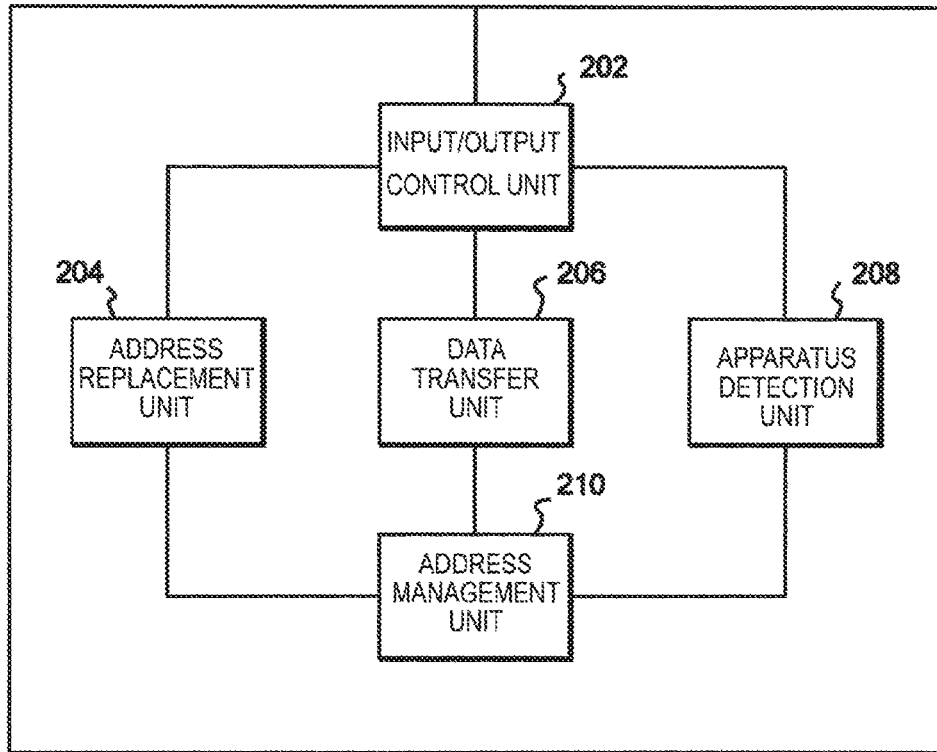 202
INPUT/OUTPUT
CONTROL UNIT
204
ADDRESS
REPLACEMENT
UNIT
206
DATA
TRANSFER
UNIT
208
APPARATUS
DETECTION
UNIT
210
ADDRESS
MANAGEMENT
UNIT